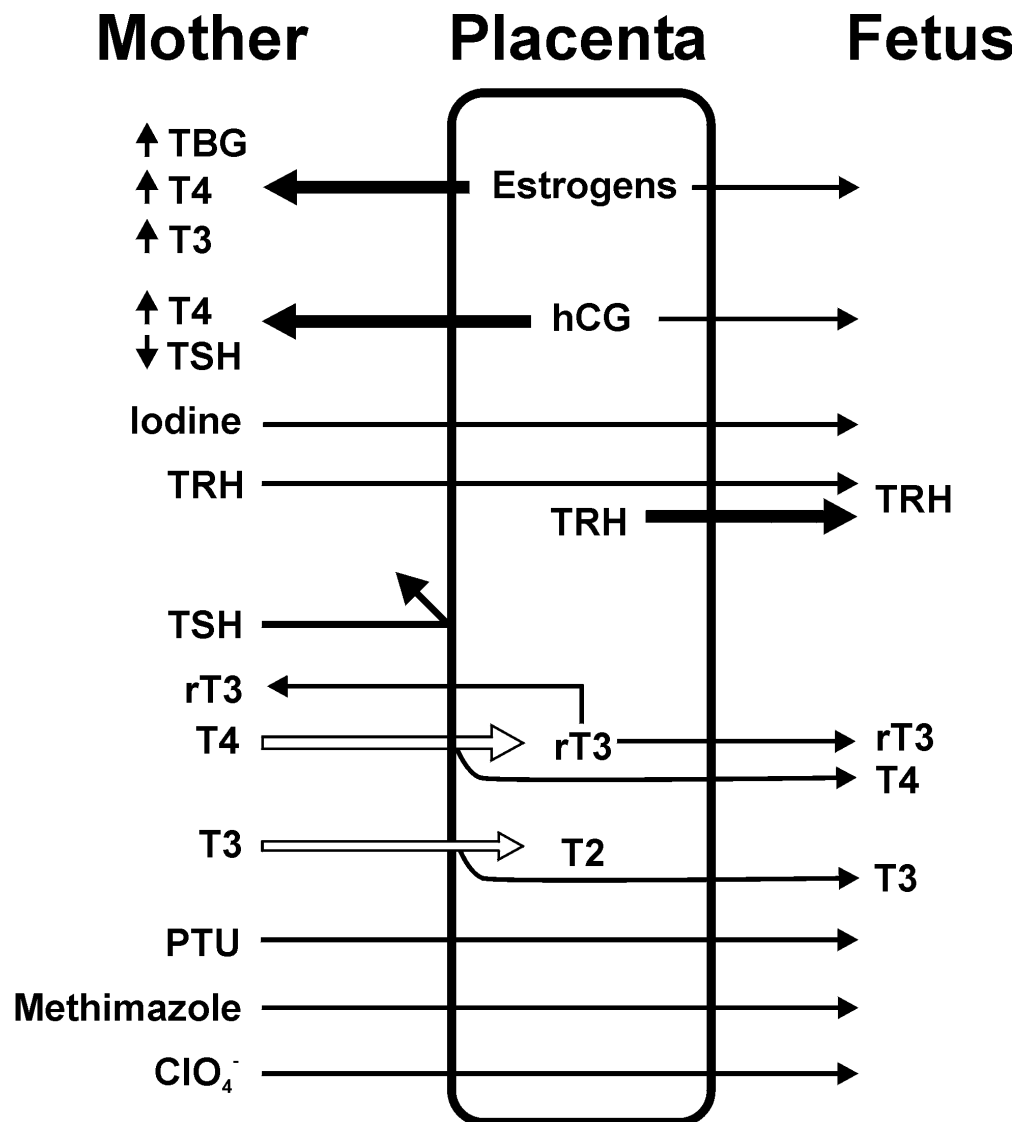 Mother Placenta Fetus
TBG
T4 Estrogens
T3
T4 hCG
TSH
Iodine
TRH TRH
TRH
TSH
rT3
T4 rT3 rT3
T4
T3 T2
T3
PTU
Methimazole
ClO4-